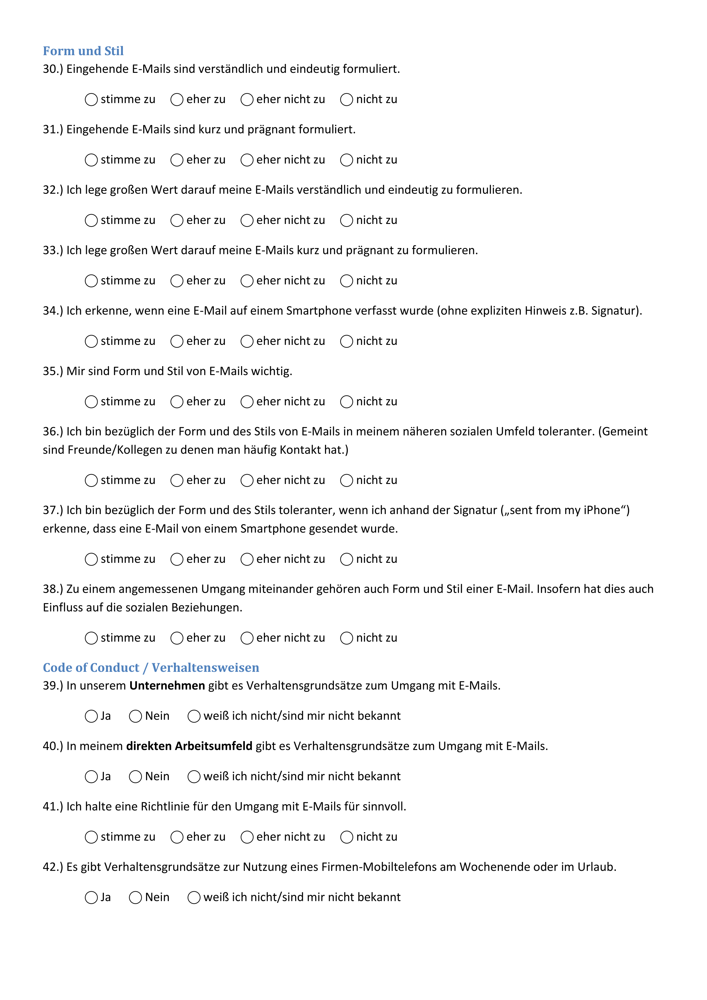 Form und Stil
30.) Eingehende E-Mails sind verständlich und eindeutig formuliert.
stimme zu eher zu eher nicht zu nicht zu
31.) Eingehende E-Mails sind kurz und prägnant formuliert.
stimme zu eher zu eher nicht zu nicht zu
32.) Ich lege großen Wert darauf meine E-Mails verständlich und eindeutig zu formulieren.
stimme zu eher zu eher nicht zu nicht zu
33.) Ich lege großen Wert darauf meine E-Mails kurz und prägnant zu formulieren.
stimme zu eher zu eher nicht zu nicht zu
34.) Ich erkenne, wenn eine E-Mail auf einem Smartphone verfasst wurde (ohne expliziten Hinweis z.B. Signatur).
stimme zu eher zu eher nicht zu nicht zu
35.) Mir sind Form und Stil von E-Mails wichtig.
stimme zu eher zu eher nicht zu nicht zu
36.) Ich bin bezüglich der Form und des Stils von E-Mails in meinem näheren sozialen Umfeld toleranter. (Gemeint
sind Freunde/Kollegen zu denen man häufig Kontakt hat.)
stimme zu eher zu eher nicht zu nicht zu
37.) Ich bin bezüglich der Form und des Stils toleranter, wenn ich anhand der Signatur („sent from my iPhone“)
erkenne, dass eine E-Mail von einem Smartphone gesendet wurde.
stimme zu eher zu eher nicht zu nicht zu
38.) Zu einem angemessenen Umgang miteinander gehören auch Form und Stil einer E-Mail. Insofern hat dies auch
Einfluss auf die sozialen Beziehungen.
stimme zu eher zu eher nicht zu nicht zu
Code of Conduct / Verhaltensweisen
39.) In unserem Unternehmen gibt es Verhaltensgrundsätze zum Umgang mit E-Mails.
Ja Nein weiß ich nicht/sind mir nicht bekannt
40.) In meinem direkten Arbeitsumfeld gibt es Verhaltensgrundsätze zum Umgang mit E-Mails.
Ja Nein weiß ich nicht/sind mir nicht bekannt
41.) Ich halte eine Richtlinie für den Umgang mit E-Mails für sinnvoll.
stimme zu eher zu eher nicht zu nicht zu
42.) Es gibt Verhaltensgrundsätze zur Nutzung eines Firmen-Mobiltelefons am Wochenende oder im Urlaub.
Ja Nein weiß ich nicht/sind mir nicht bekannt